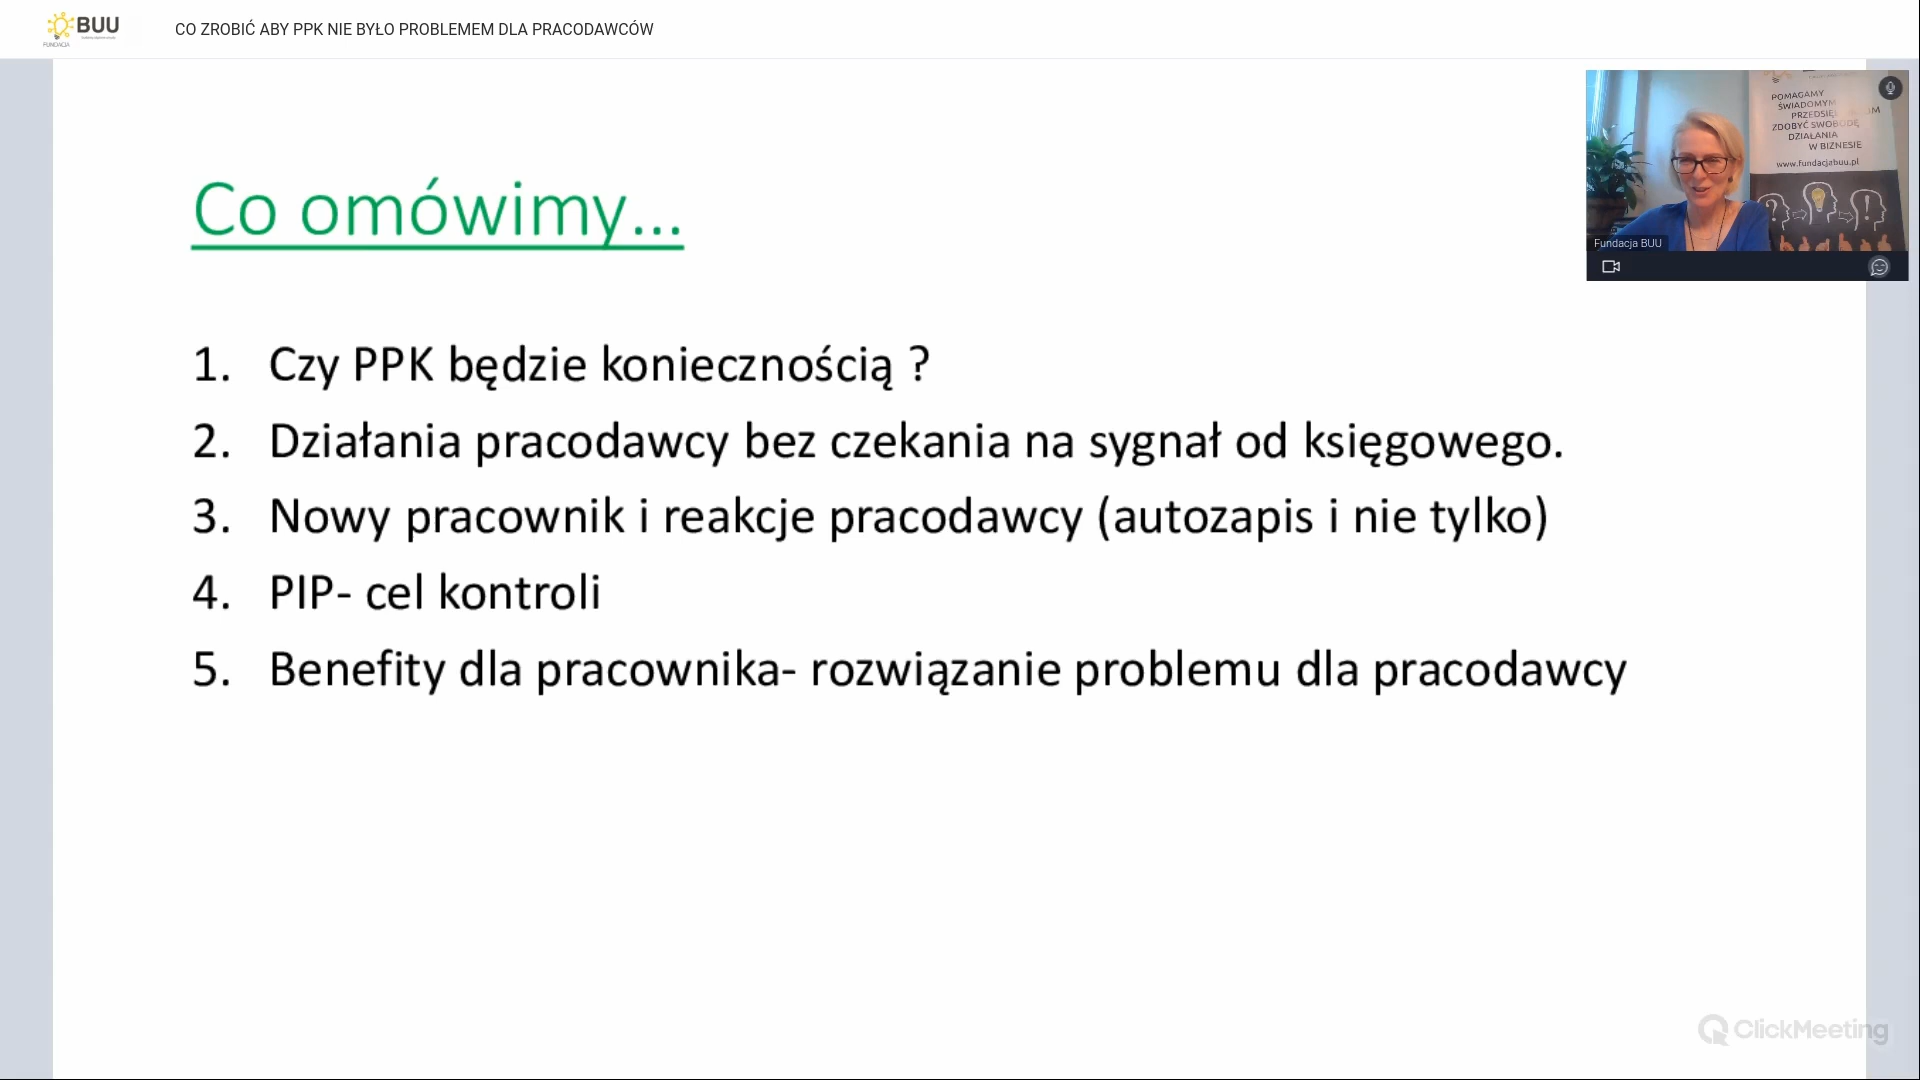 BUU
FUNDACJA
CO ZROBIĆ ABY PPK NIE BYŁO PROBLEMEM DLA PRACODAWCÓW
POMAGAMY
ŚWIADOMYM
ZDOBYĆ SWOBODĘ
DZIAŁANIA
W BIZNESIE
www.fundacjabuu.pl
Fundacja BUU
Co omówimy...
1. Czy PPK będzie koniecznością ?
2. Działania pracodawcy bez czekania na sygnał od księgowego.
3. Nowy pracownik i reakcje pracodawcy (autozapis i nie tylko)
4. PIP- cel kontroli
5. Benefity dla pracownika- rozwiązanie problemu dla pracodawcy
ClickMeeting